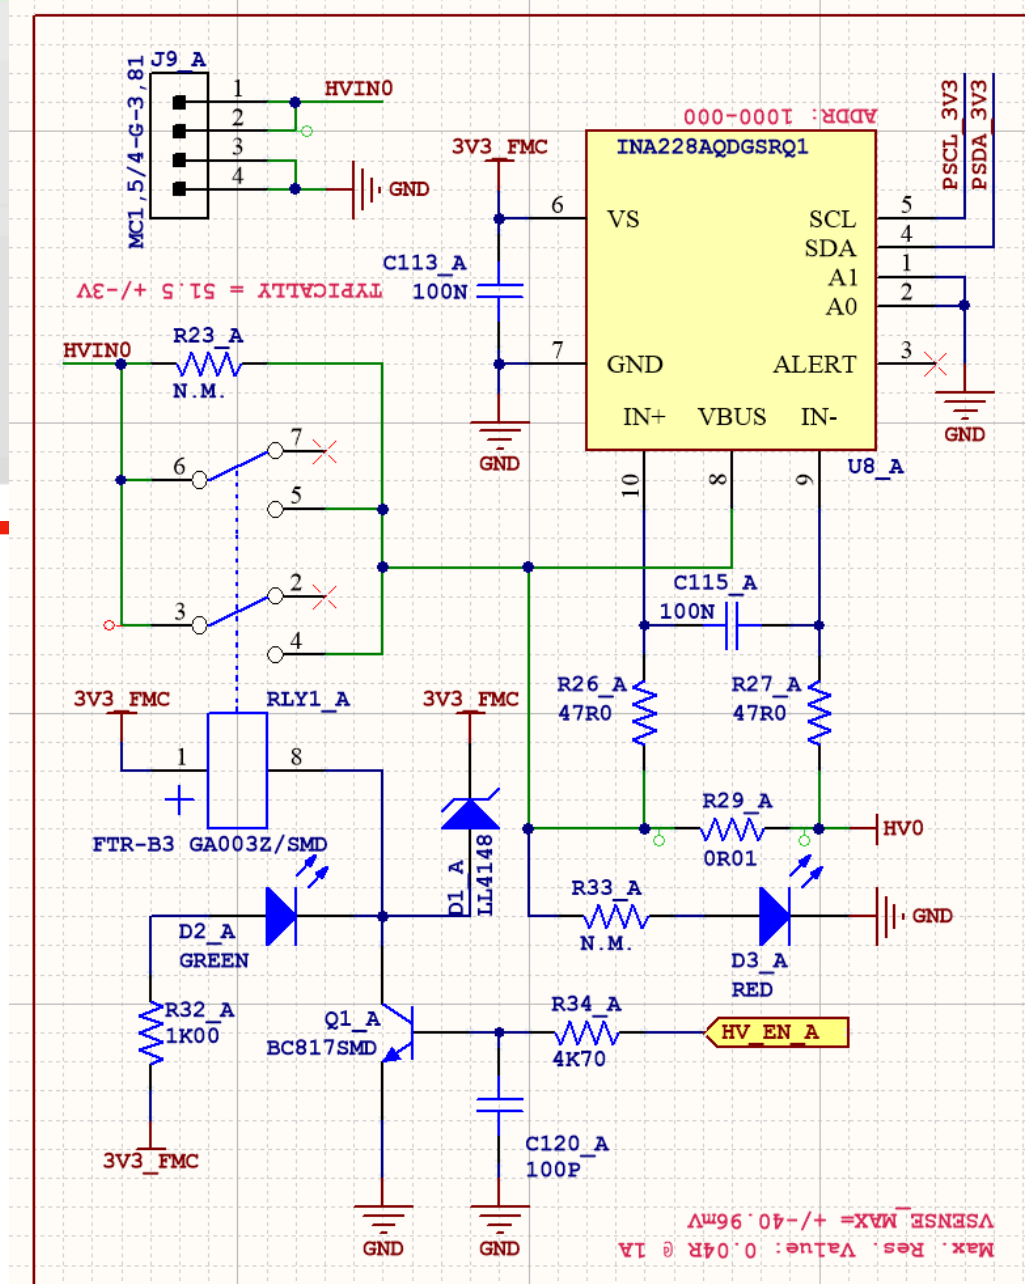 J9_A
MC1,5/4-G-3,81
1
2
3
4
HVIN0
GND
TYPICALLY = 51.5 +/-3V
ADDR: 1000-000
INA228AQDGSRQ1
3V3_FMC
6
VS
C113_A
100N
7
GND
GND
SCL
5
SDA
4
A1
1
A0
2
ALERT
3
PSCL_3V3
PSDA_3V3
GND
IN+
VBUS
IN-
10
8
9
U8_A
HVIN0
R23_A
N.M.
6
7
5
3
2
4
C115_A
100N
R26_A
47R0
R27_A
47R0
3V3_FMC
RLY1_A
1
8
FTR-B3 GA003Z/SMD
3V3_FMC
D1_A
LL4148
R29_A
0R01
HV0
R33_A
N.M.
D3_A
RED
GND
D2_A
GREEN
R32_A
1K00
3V3_FMC
Q1_A
BC817SMD
R34_A
4K70
HV_EN_A
C120_A
100P
GND
GND
VSENSE_MAX= +/-40.96mV
Max. Res. Value: 0.04R @ 1A